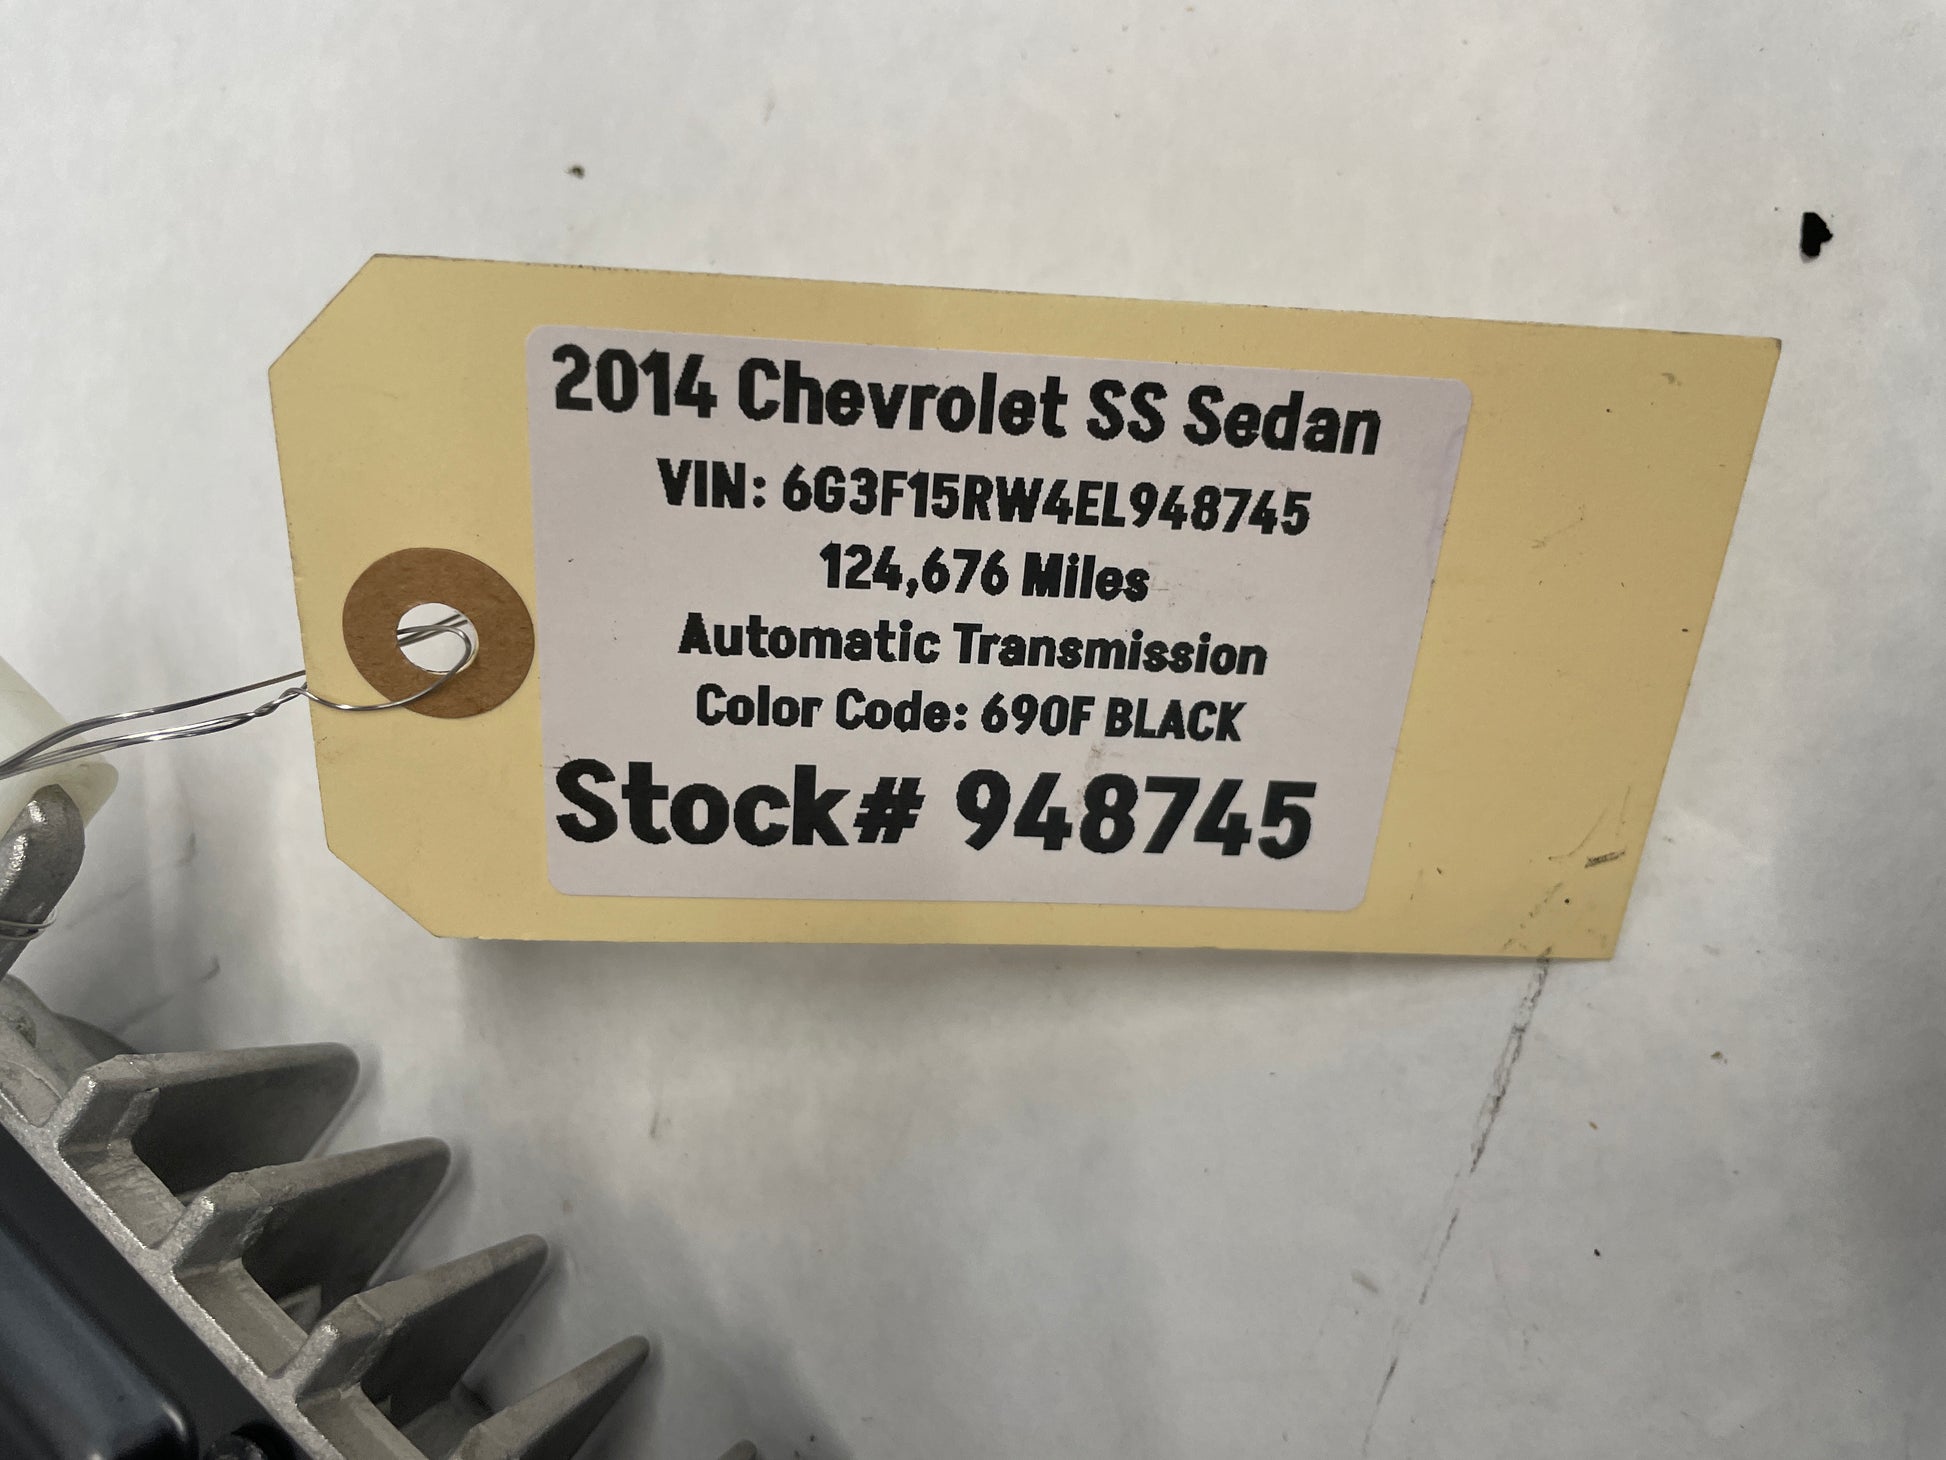 2014 Chevrolet SS Sedan
VIN: 6G3F15RW4EL948745
124,676 Miles
Automatic Transmission
Color Code: 690F BLACK
Stock# 948745